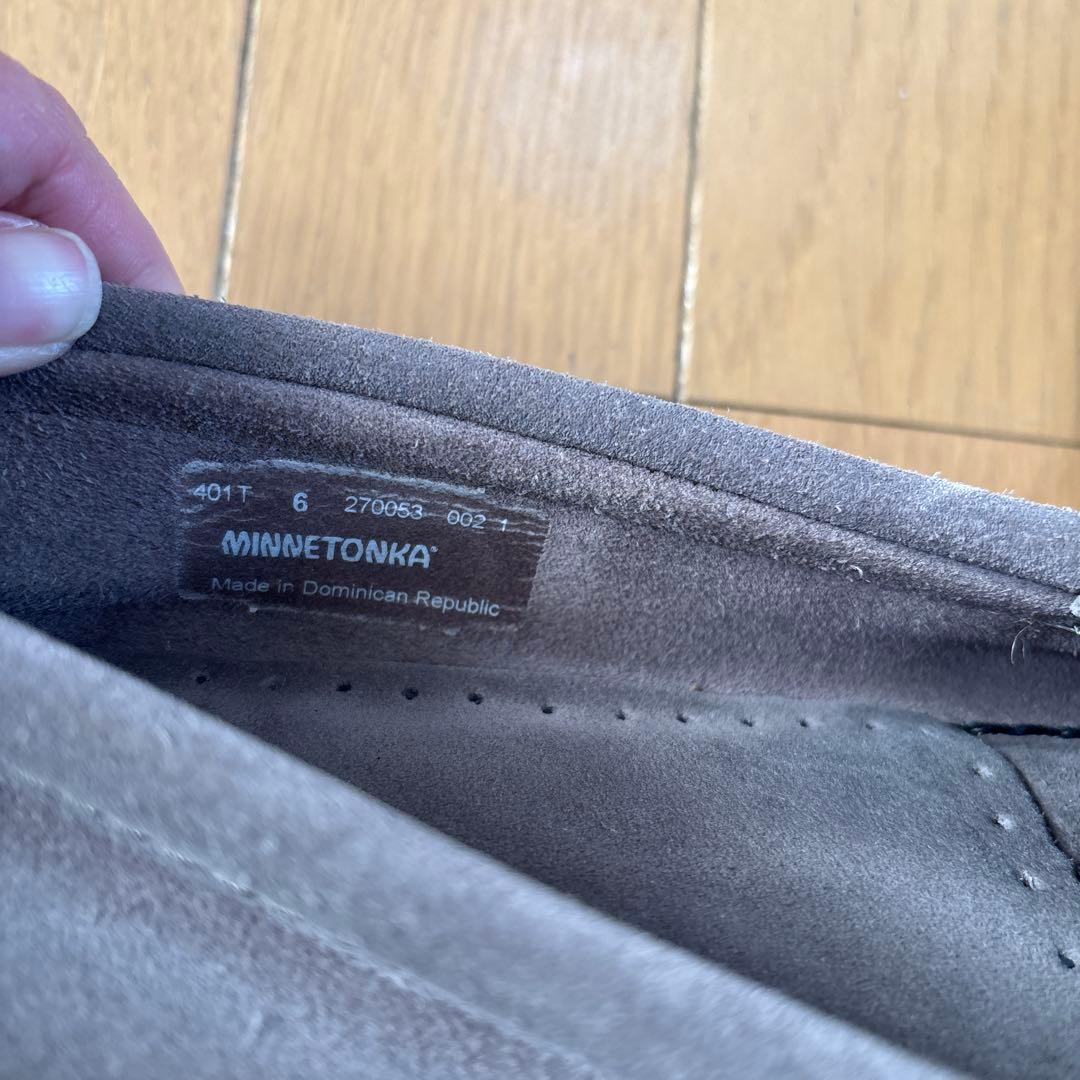 401T 6 270053 002 1
MINNETONKA®
Made in Dominican Republic